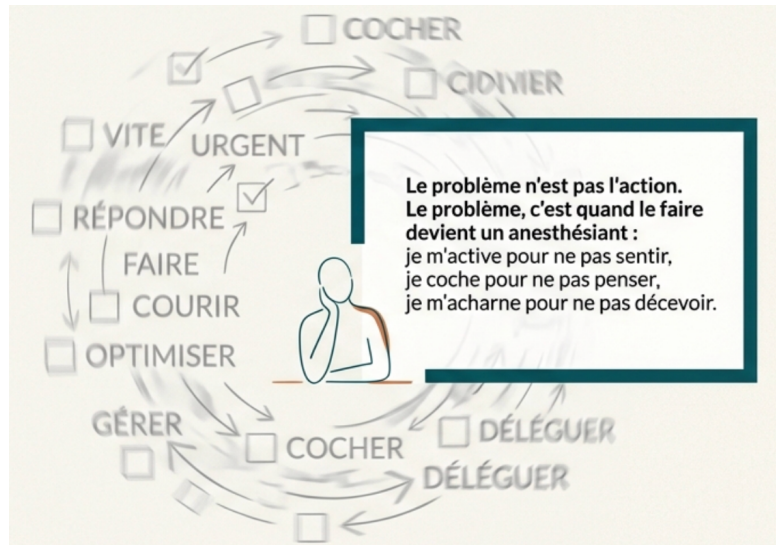 COCHER
CIDIVIER
VITE
URGENT
RÉPONDRE
FAIRE
COURIR
OPTIMISER
GÉRER
COCHER
DÉLÉGUER
DÉLÉGUER
Le problème n'est pas l'action.
Le problème, c'est quand le faire
devient un anesthésiant :
je m'active pour ne pas sentir,
je coche pour ne pas penser,
je m'acharne pour ne pas décevoir.